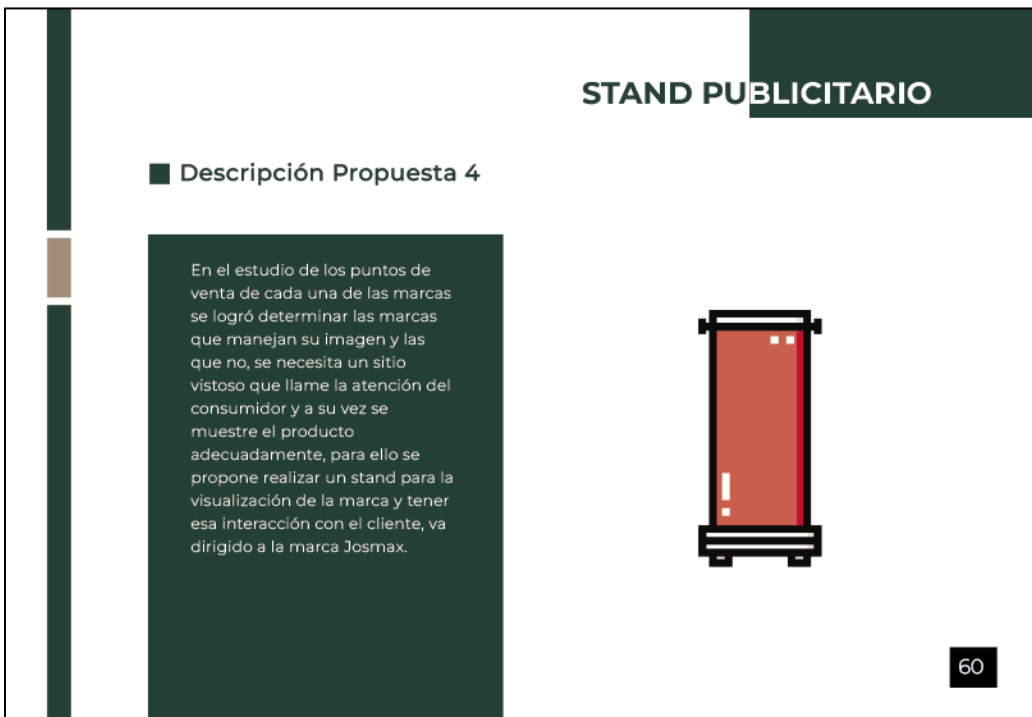 STAND PUBLICITARIO
Descripción Propuesta 4
En el estudio de los puntos de
venta de cada una de las marcas
se logró determinar las marcas
que manejan su imagen y las
que no, se necesita un sitio
vistoso que llame la atención del
consumidor y a su vez se
muestre el producto
adecuadamente, para ello se
propone realizar un stand para la
visualización de la marca y tener
esa interacción con el cliente, va
dirigido a la marca Josmax.
60